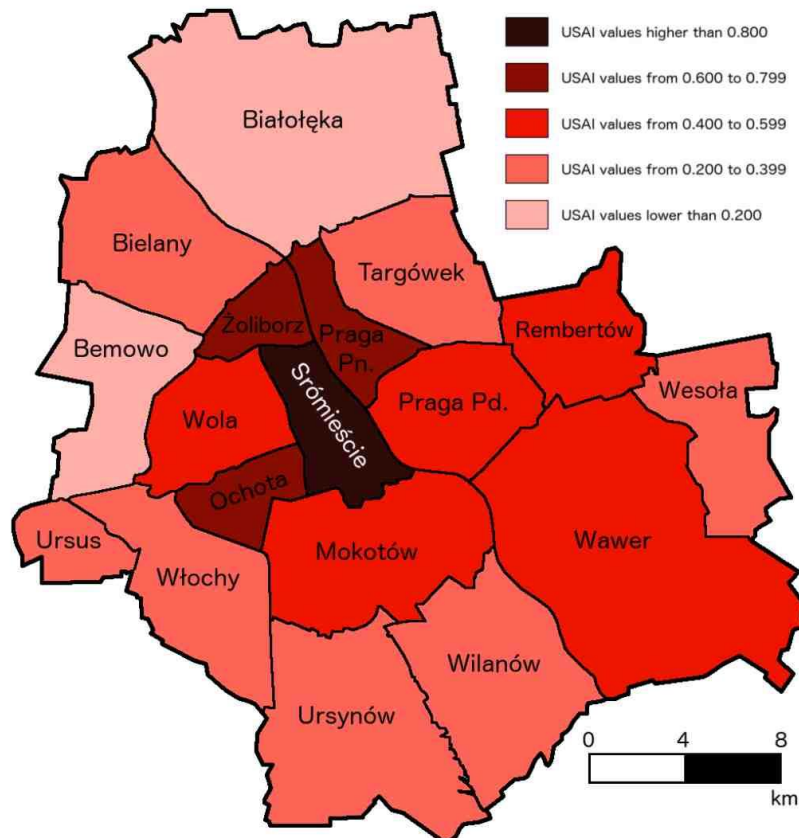 USAI values higher than 0.800
USAI values from 0.600 to 0.799
USAI values from 0.400 to 0.599
USAI values from 0.200 to 0.399
USAI values lower than 0.200
Białołęka
Bielany
Targówek
Żoliborz
Praga
Pn.
Rembertów
Bemowo
Wesoła
Wola
Srómieście
Praga Pd.
Ochota
Ursus
Włochy
Mokotów
Wawer
Wilanów
Ursynów
0 4 8
km